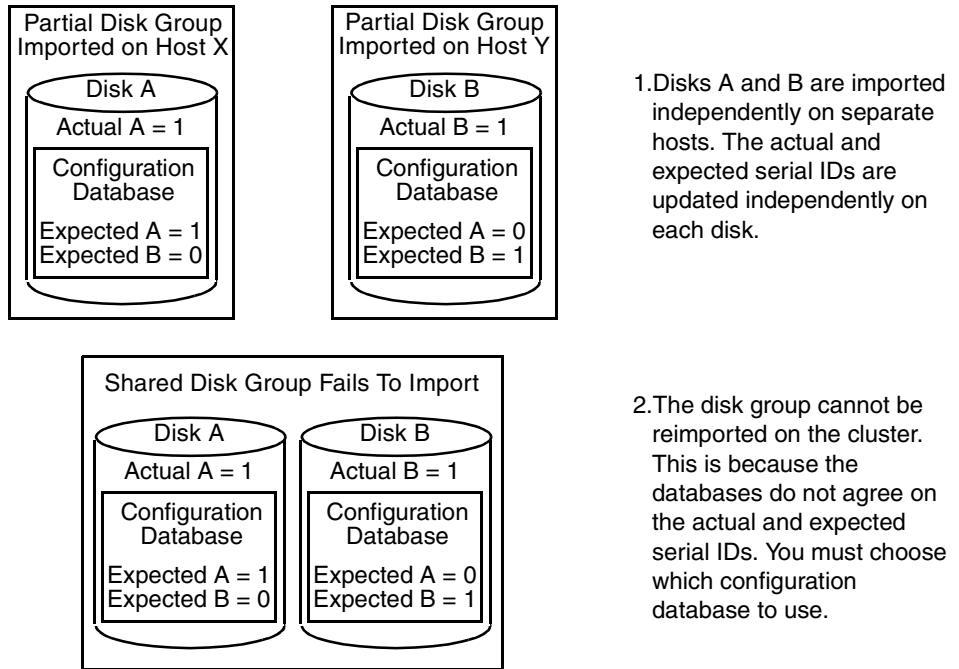 Partial Disk Group
Imported on Host X
Disk A
Actual A = 1
Configuration
Database
Expected A = 1
Expected B = 0
Partial Disk Group
Imported on Host Y
Disk B
Actual B = 1
Configuration
Database
Expected A = 0
Expected B = 1
1.Disks A and B are imported
independently on separate
hosts. The actual and
expected serial IDs are
updated independently on
each disk.
Shared Disk Group Fails To Import
Disk A
Actual A = 1
Configuration
Database
Expected A = 1
Expected B = 0
Disk B
Actual B = 1
Configuration
Database
Expected A = 0
Expected B = 1
2.The disk group cannot be
reimported on the cluster.
This is because the
databases do not agree on
the actual and expected
serial IDs. You must choose
which configuration
database to use.